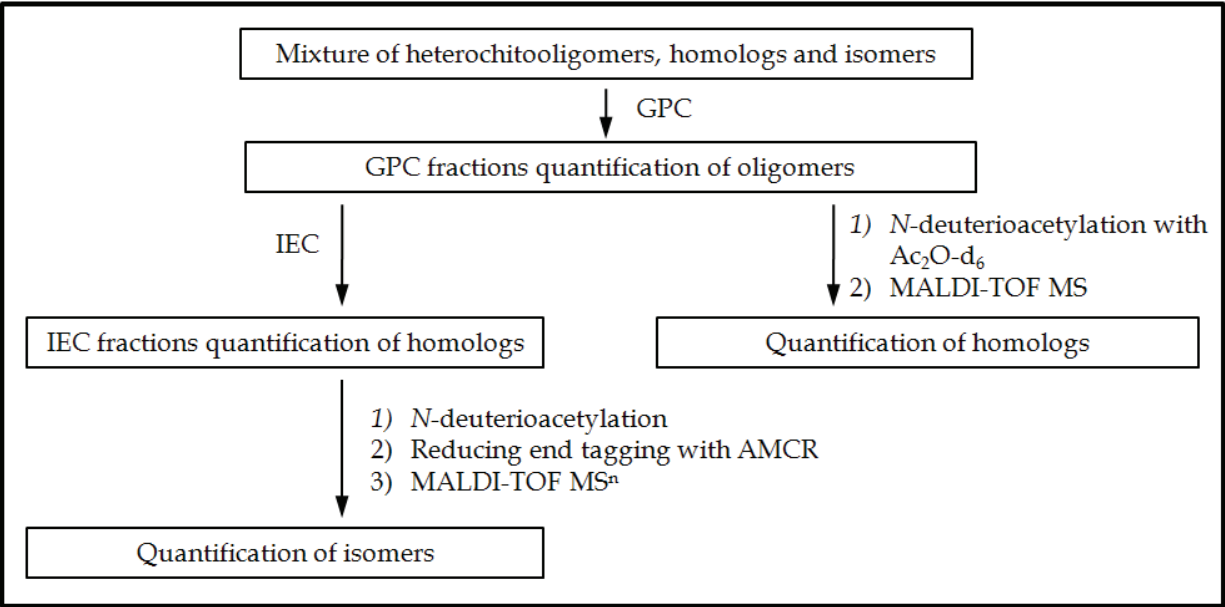 Mixture of heterochitooligomers, homologs and isomers
GPC
GPC fractions quantification of oligomers
IEC
1) N-deuterioacetylation with
Ac₂O-d₆
2) MALDI-TOF MS
IEC fractions quantification of homologs
Quantification of homologs
1) N-deuterioacetylation
2) Reducing end tagging with AMCR
3) MALDI-TOF MSⁿ
Quantification of isomers